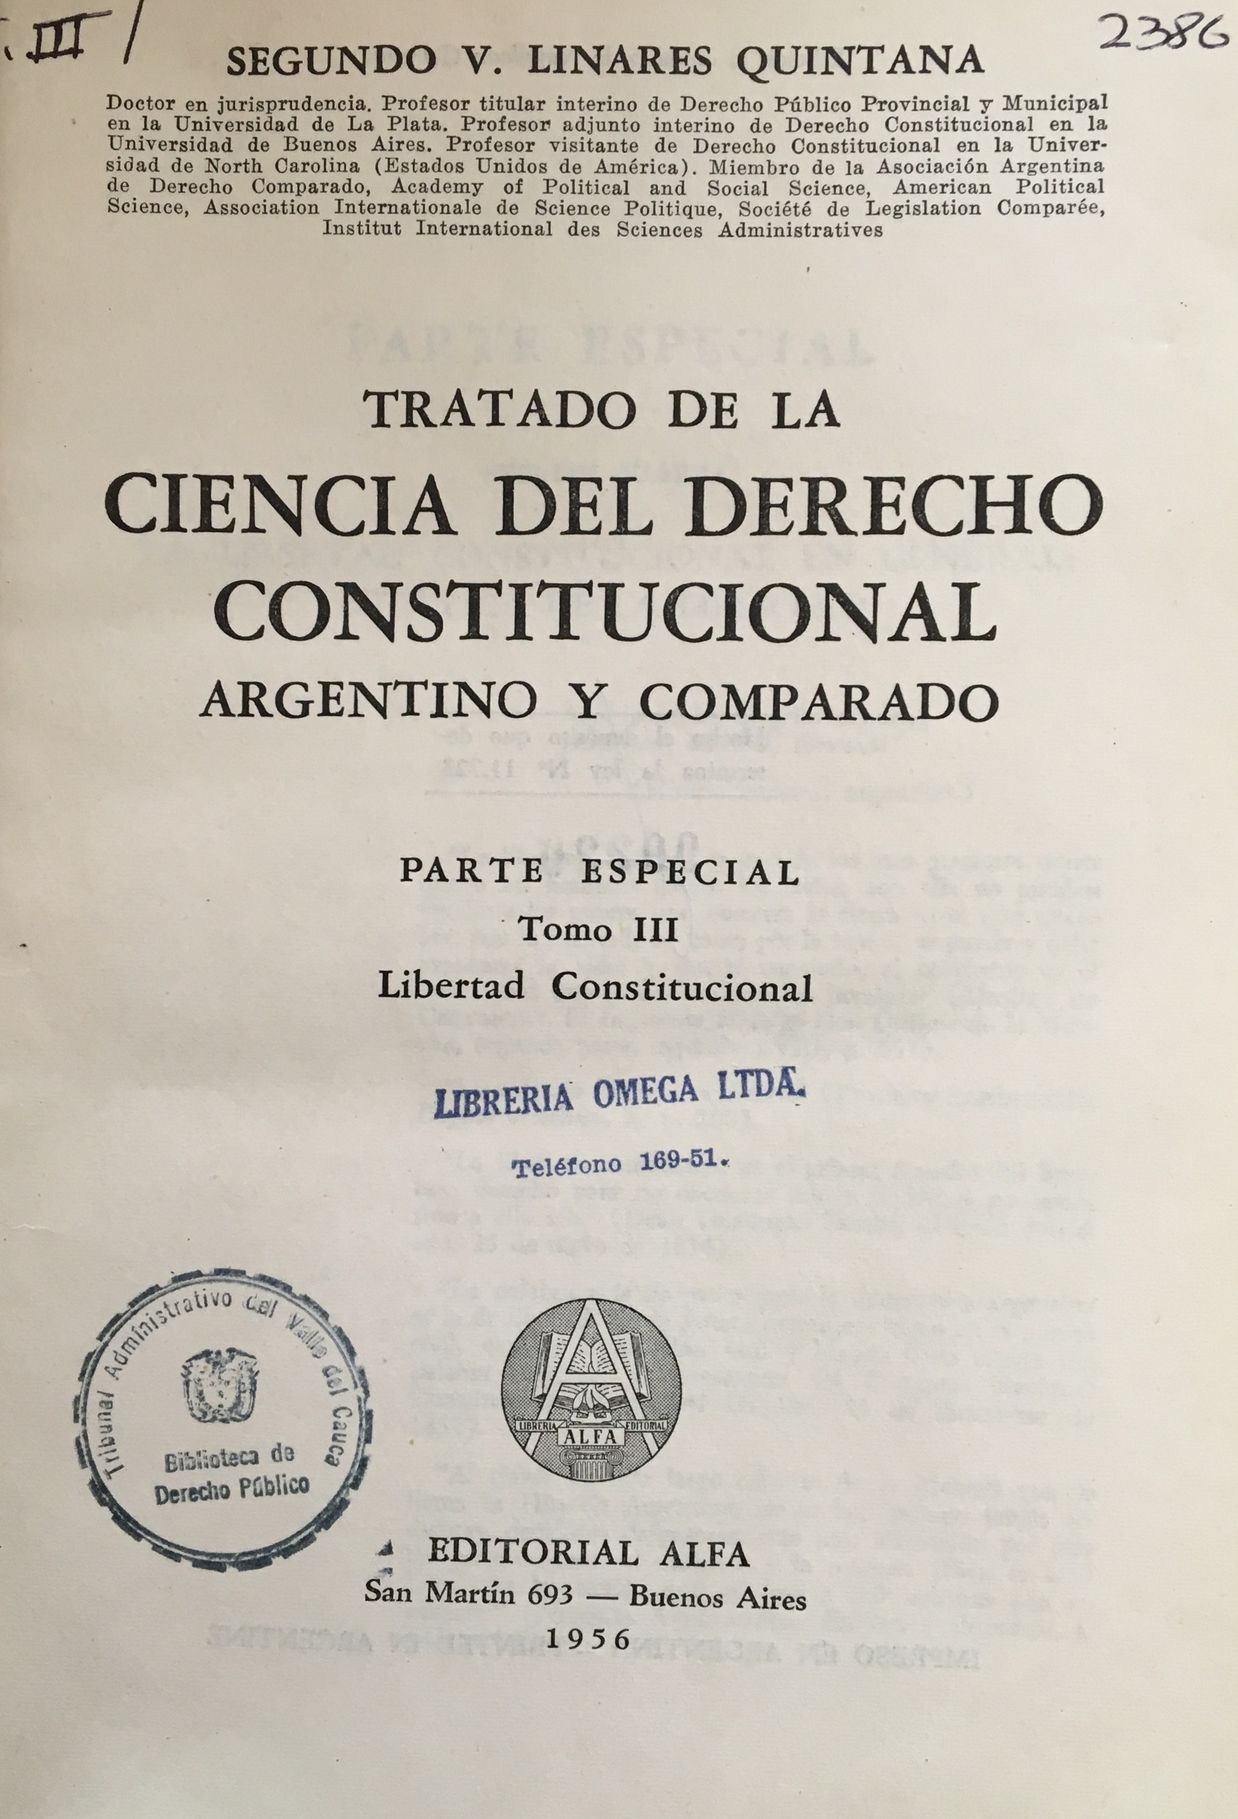 . III /
2386
SEGUNDO V. LINARES QUINTANA
Doctor en jurisprudencia. Profesor titular interino de Derecho Público Provincial y Municipal
en la Universidad de La Plata. Profesor adjunto interino de Derecho Constitucional en la
Universidad de Buenos Aires. Profesor visitante de Derecho Constitucional en la Univer-
sidad de North Carolina (Estados Unidos de América). Miembro de la Asociación Argentina
de Derecho Comparado, Academy of Political and Social Science, American Political
Science, Association Internationale de Science Politique, Société de Legislation Comparée,
Institut International des Sciences Administratives
TRATADO DE LA
CIENCIA DEL DERECHO
CONSTITUCIONAL
ARGENTINO Y COMPARADO
PARTE ESPECIAL
Tomo III
Libertad Constitucional
LIBRERIA OMEGA LTDA.
Teléfono 169-51.
Tribunal Administrativo del Valle del Cauca
Biblioteca de
Derecho Público
LIBRERIA EDITORIAL
ALFA
EDITORIAL ALFA
San Martín 693 — Buenos Aires
1956